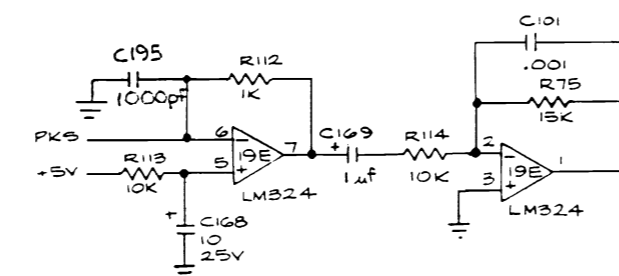 C101
.001
C195
1000pf
R112
1K
R75
15K
PKS
6
-
7
19E
5
+
LM324
+5V
R113
10K
+
C168
10
25V
C169
+
1uf
R114
10K
2
-
1
19E
3
+
LM324